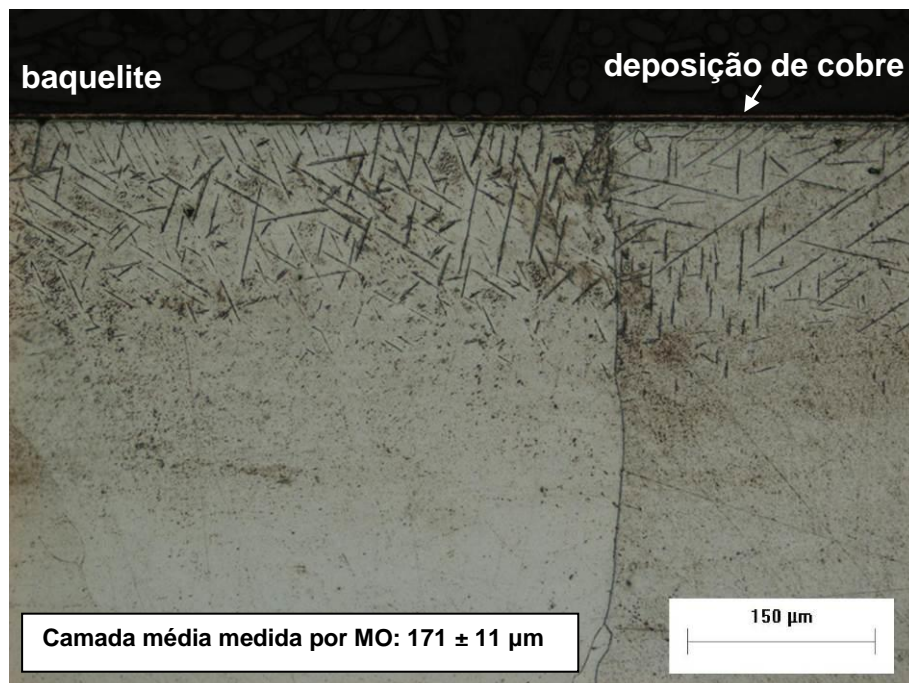 baquelite
deposição de cobre
Camada média medida por MO: 171 ± 11 µm
150 µm